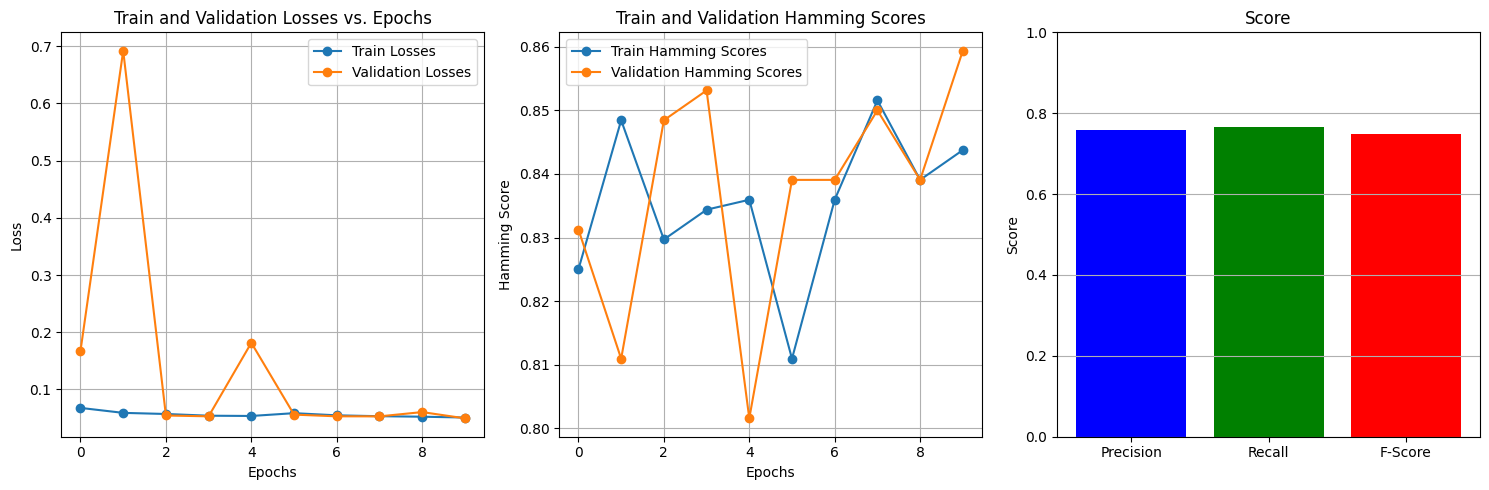 Train and Validation Losses vs. Epochs
Train Losses
Validation Losses
0.7
0.6
0.5
0.4
0.3
0.2
0.1
Loss
0 2 4 6 8
Epochs
Train and Validation Hamming Scores
Train Hamming Scores
Validation Hamming Scores
0.86
0.85
0.84
0.83
0.82
0.81
0.80
Hamming Score
0 2 4 6 8
Epochs
Score
1.0
0.8
0.6
0.4
0.2
0.0
Score
Precision Recall F-Score